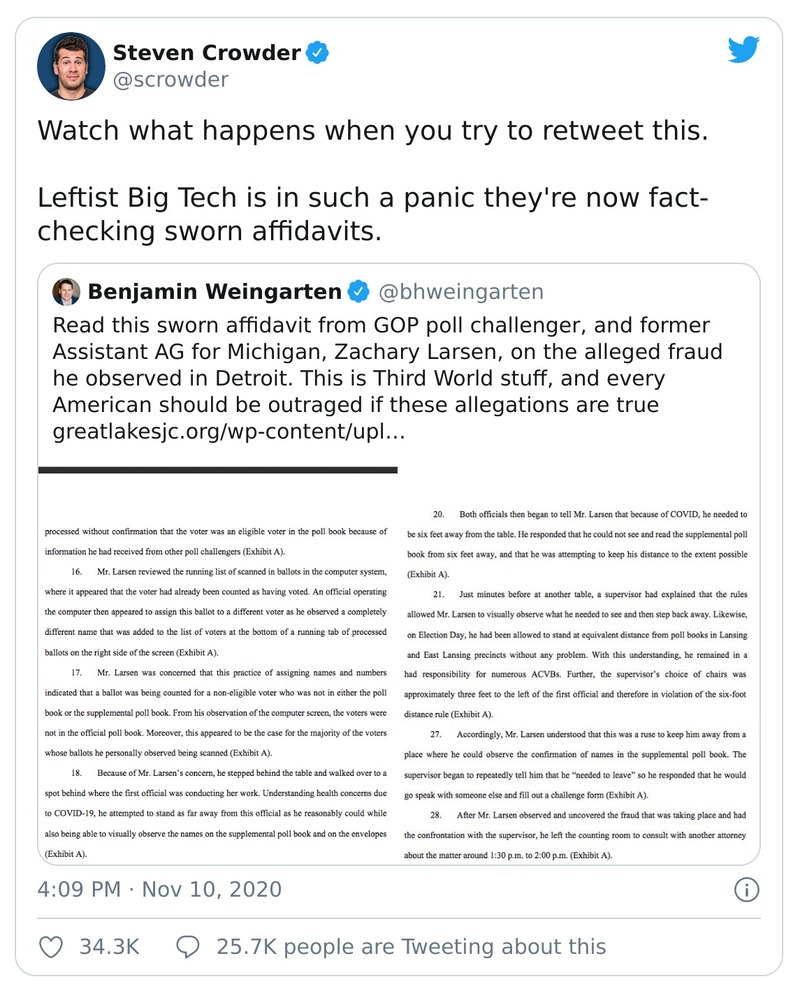 Steven Crowder
@scrowder
Watch what happens when you try to retweet this.
Leftist Big Tech is in such a panic they're now fact-
checking sworn affidavits.
Benjamin Weingarten @bhweingarten
Read this sworn affidavit from GOP poll challenger, and former
Assistant AG for Michigan, Zachary Larsen, on the alleged fraud
he observed in Detroit. This is Third World stuff, and every
American should be outraged if these allegations are true
greatlakesjc.org/wp-content/upl…
processed without confirmation that the voter was an eligible voter in the poll book because of
information he had received from other poll challengers (Exhibit A).
16. Mr. Larsen reviewed the running list of scanned in ballots in the computer system,
where it appeared that the voter had already been counted as having voted. An official operating
the computer then appeared to assign this ballot to a different voter as he observed a completely
different name that was added to the list of voters at the bottom of a running tab of processed
ballots on the right side of the screen (Exhibit A).
17. Mr. Larsen was concerned that this practice of assigning names and numbers
indicated that a ballot was being counted for a non-eligible voter who was not in either the poll
book or the supplemental poll book. From his observation of the computer screen, the voters were
not in the official poll book. Moreover, this appeared to be the case for the majority of the voters
whose ballots he personally observed being scanned (Exhibit A).
18. Because of Mr. Larsen's concern, he stepped behind the table and walked over to a
spot behind where the first official was conducting her work. Understanding health concerns due
to COVID-19, he attempted to stand as far away from this official as he reasonably could while
also being able to visually observe the names on the supplemental poll book and on the envelopes
(Exhibit A).
20. Both officials then began to tell Mr. Larsen that because of COVID, he needed to
be six feet away from the table. He responded that he could not see and read the supplemental poll
book from six feet away, and that he was attempting to keep his distance to the extent possible
(Exhibit A).
21. Just minutes before at another table, a supervisor had explained that the rules
allowed Mr. Larsen to visually observe what he needed to see and then step back away. Likewise,
on Election Day, he had been allowed to stand at equivalent distance from poll books in Lansing
and East Lansing precincts without any problem. With this understanding, he remained in a
had responsibility for numerous ACVBs. Further, the supervisor's choice of chairs was
approximately three feet to the left of the first official and therefore in violation of the six-foot
distance rule (Exhibit A).
27. Accordingly, Mr. Larsen understood that this was a ruse to keep him away from a
place where he could observe the confirmation of names in the supplemental poll book. The
supervisor began to repeatedly tell him that he "needed to leave" so he responded that he would
go speak with someone else and fill out a challenge form (Exhibit A).
28. After Mr. Larsen observed and uncovered the fraud that was taking place and had
the confrontation with the supervisor, he left the counting room to consult with another attorney
about the matter around 1:30 p.m. to 2:00 p.m. (Exhibit A).
4:09 PM · Nov 10, 2020
34.3K 25.7K people are Tweeting about this